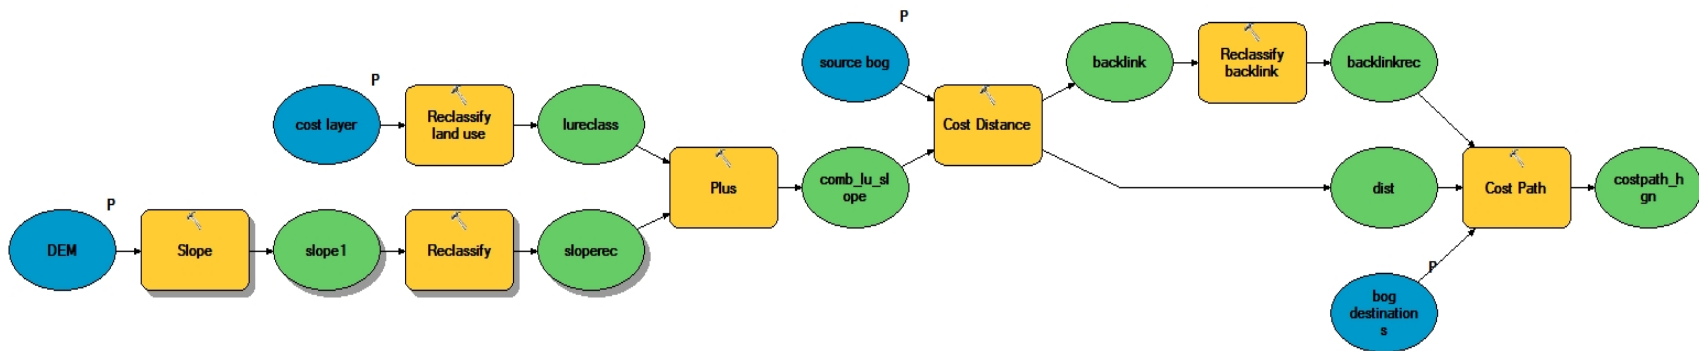 P
source bog
backlink
Reclassify
backlink
backlinkrec
P
cost layer
Reclassify
land use
lureclass
Cost Distance
Plus
comb_lu_sl
ope
dist
Cost Path
costpath_h
gn
P
DEM
Slope
slope1
Reclassify
sloperec
P
bog
destination
s